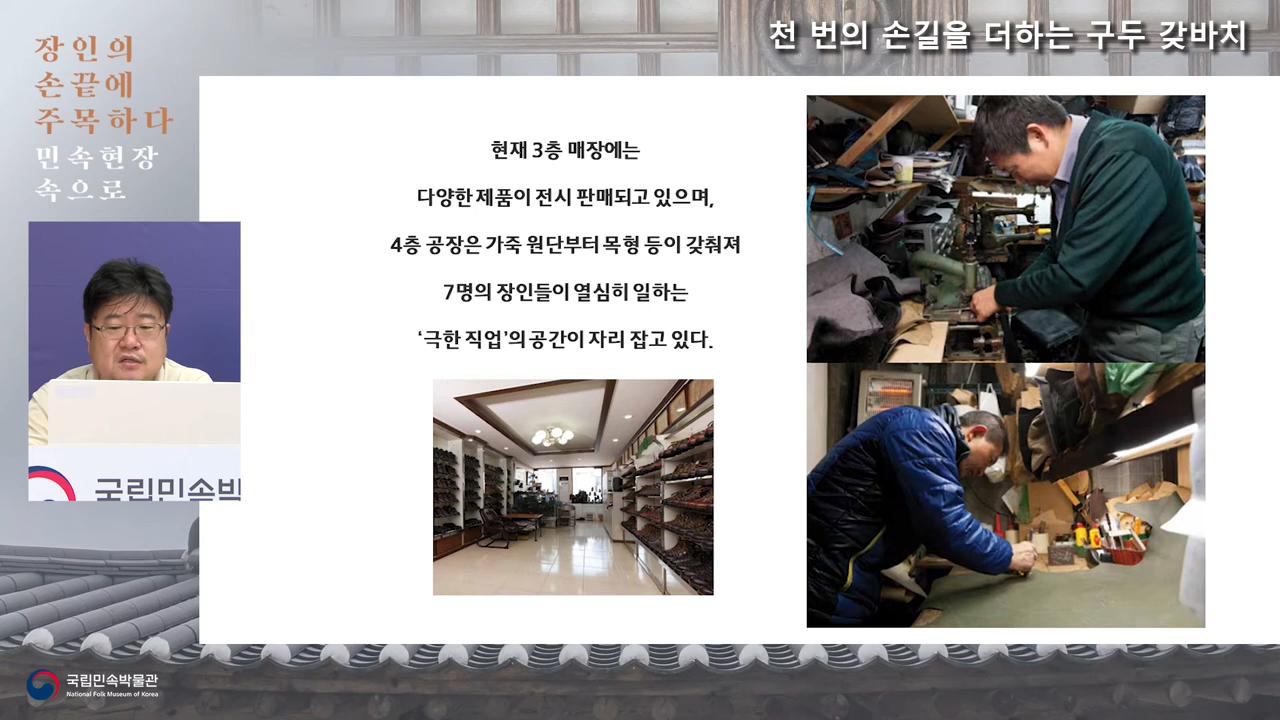 천 번의 손길을 더하는 구두 갖바치
장인의
손끝에
주목하다
민속현장
속으로
현재 3층 매장에는
다양한 제품이 전시 판매되고 있으며,
4층 공장은 가죽 원단부터 목형 등이 갖춰져
7명의 장인들이 열심히 일하는
‘극한 직업’의 공간이 자리 잡고 있다.
국립민속박
국립민속박물관
National Folk Museum of Korea